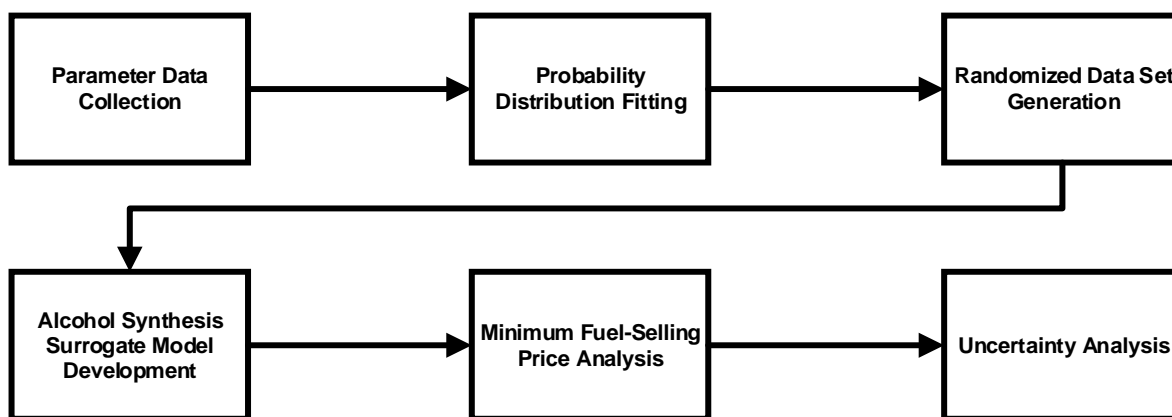 Parameter Data
Collection
Probability
Distribution Fitting
Randomized Data Set
Generation
Alcohol Synthesis
Surrogate Model
Development
Minimum Fuel-Selling
Price Analysis
Uncertainty Analysis